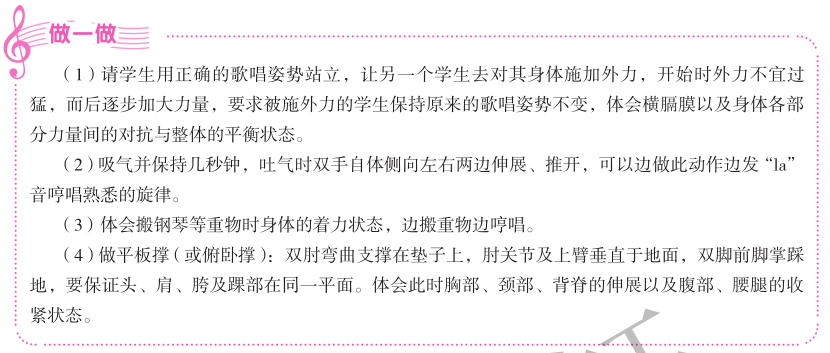 做一做
（1）请学生用正确的歌唱姿势站立，让另一个学生去对其身体施加外力，开始时外力不宜过
猛，而后逐步加大力量，要求被施外力的学生保持原来的歌唱姿势不变，体会横膈膜以及身体各部
分力量间的对抗与整体的平衡状态。
（2）吸气并保持几秒钟，吐气时双手自体侧向左右两边伸展、推开，可以边做此动作边发“la”
音哼唱熟悉的旋律。
（3）体会搬钢琴等重物时身体的着力状态，边搬重物边哼唱。
（4）做平板撑（或俯卧撑）：双肘弯曲支撑在垫子上，肘关节及上臂垂直于地面，双脚前脚掌踩
地，要保证头、肩、胯及踝部在同一平面。体会此时胸部、颈部、背脊的伸展以及腹部、腰腿的收
紧状态。